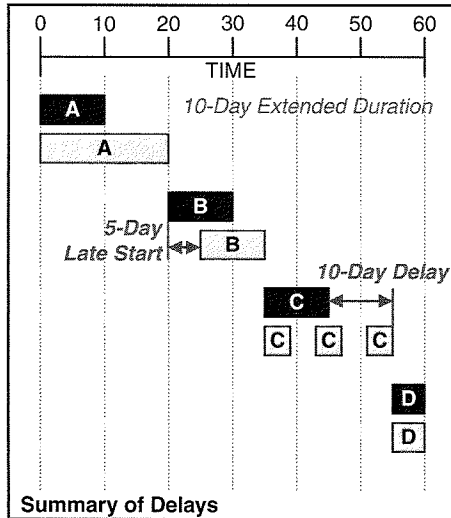 0 10 20 30 40 50 60
TIME
A 10-Day Extended Duration
A
B
5-Day
Late Start B
10-Day Delay
C
C C C
D
D
Summary of Delays